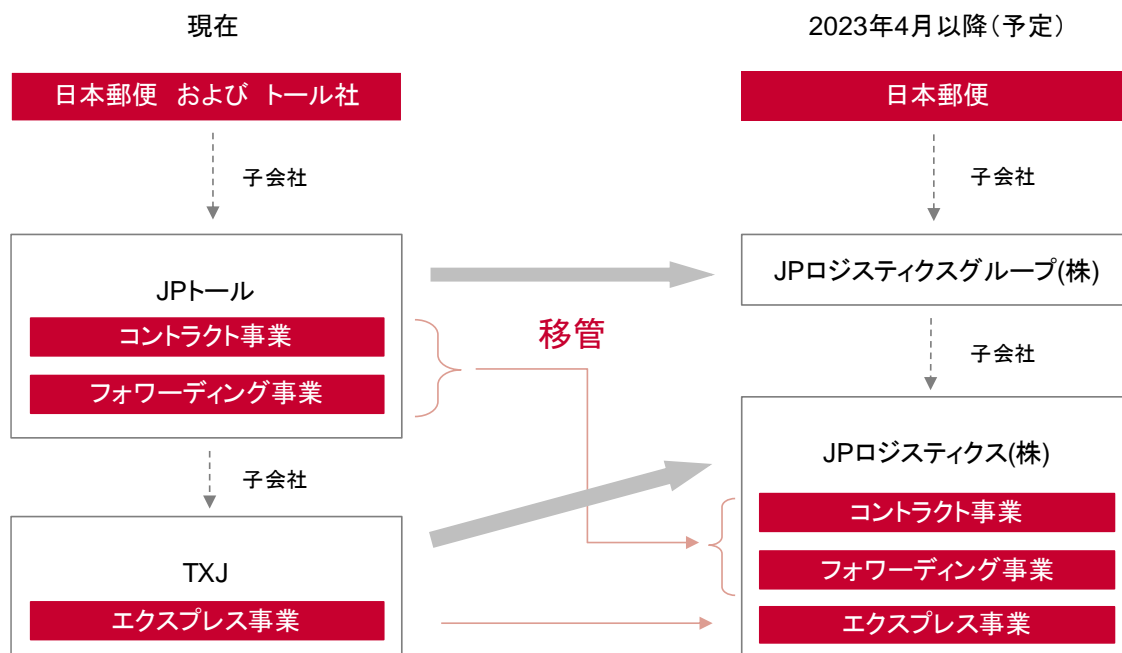 現在
日本郵便 および トール社
子会社
JPトール
コントラクト事業
フォワーディング事業
子会社
TXJ
エクスプレス事業
移管
2023年4月以降(予定)
日本郵便
子会社
JPロジスティクスグループ(株)
子会社
JPロジスティクス(株)
コントラクト事業
フォワーディング事業
エクスプレス事業